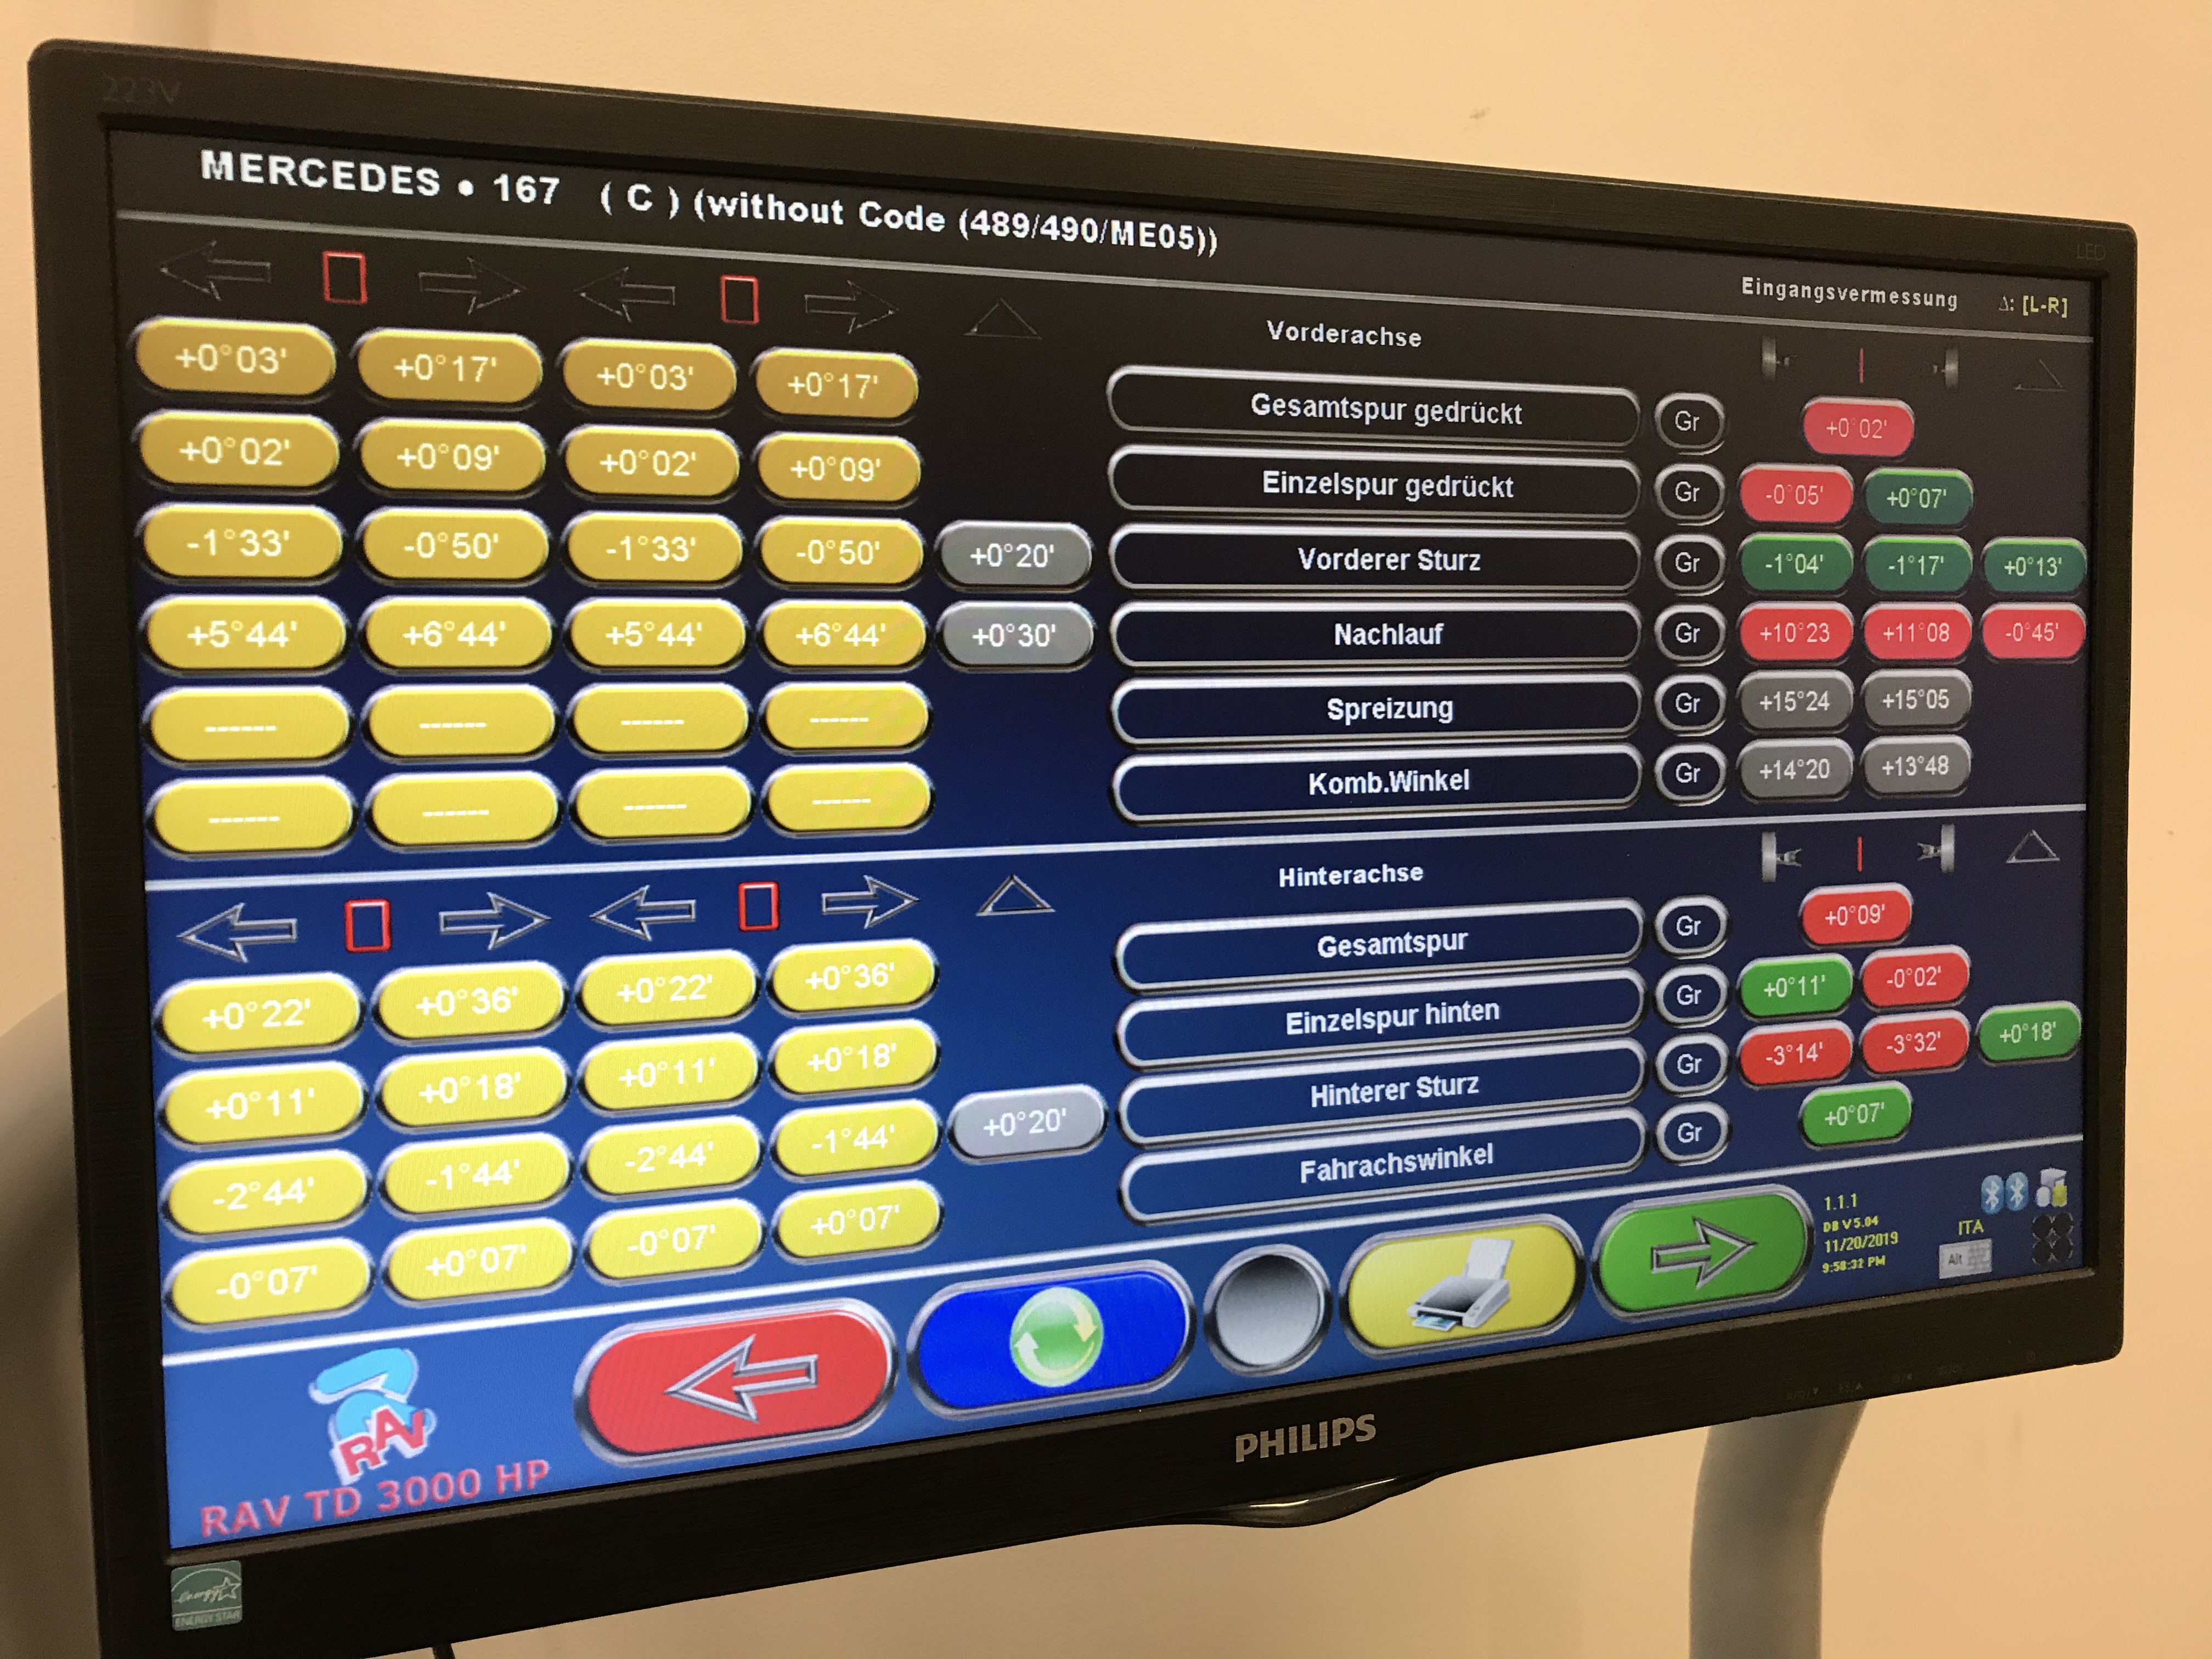 223V
LED
MERCEDES • 167 ( C ) (without Code (489/490/ME05))
Eingangsvermessung Δ: [L-R]
Vorderachse
+0°03' +0°17' +0°03' +0°17' Gesamtspur gedrückt Gr +0°02'
+0°02' +0°09' +0°02' +0°09' Einzelspur gedrückt Gr -0°05' +0°07'
-1°33' -0°50' -1°33' -0°50' +0°20' Vorderer Sturz Gr -1°04' -1°17' +0°13'
+5°44' +6°44' +5°44' +6°44' +0°30' Nachlauf Gr +10°23 +11°08 -0°45'
------ ------ ------ ------ Spreizung Gr +15°24 +15°05
------ ------ ------ ------ Komb.Winkel Gr +14°20 +13°48
Hinterachse
+0°22' +0°36' +0°22' +0°36' Gesamtspur Gr +0°09'
+0°11' +0°18' +0°11' +0°18' Einzelspur hinten Gr +0°11' -0°02'
-2°44' -1°44' -2°44' -1°44' +0°20' Hinterer Sturz Gr -3°14' -3°32' +0°18'
-0°07' +0°07' -0°07' +0°07' Fahrachswinkel Gr +0°07'
1.1.1
DB V 5.04
11/20/2019
9:58:32 PM
ITA
Alt
RAV
RAV TD 3000 HP
PHILIPS
energy
ENERGY STAR